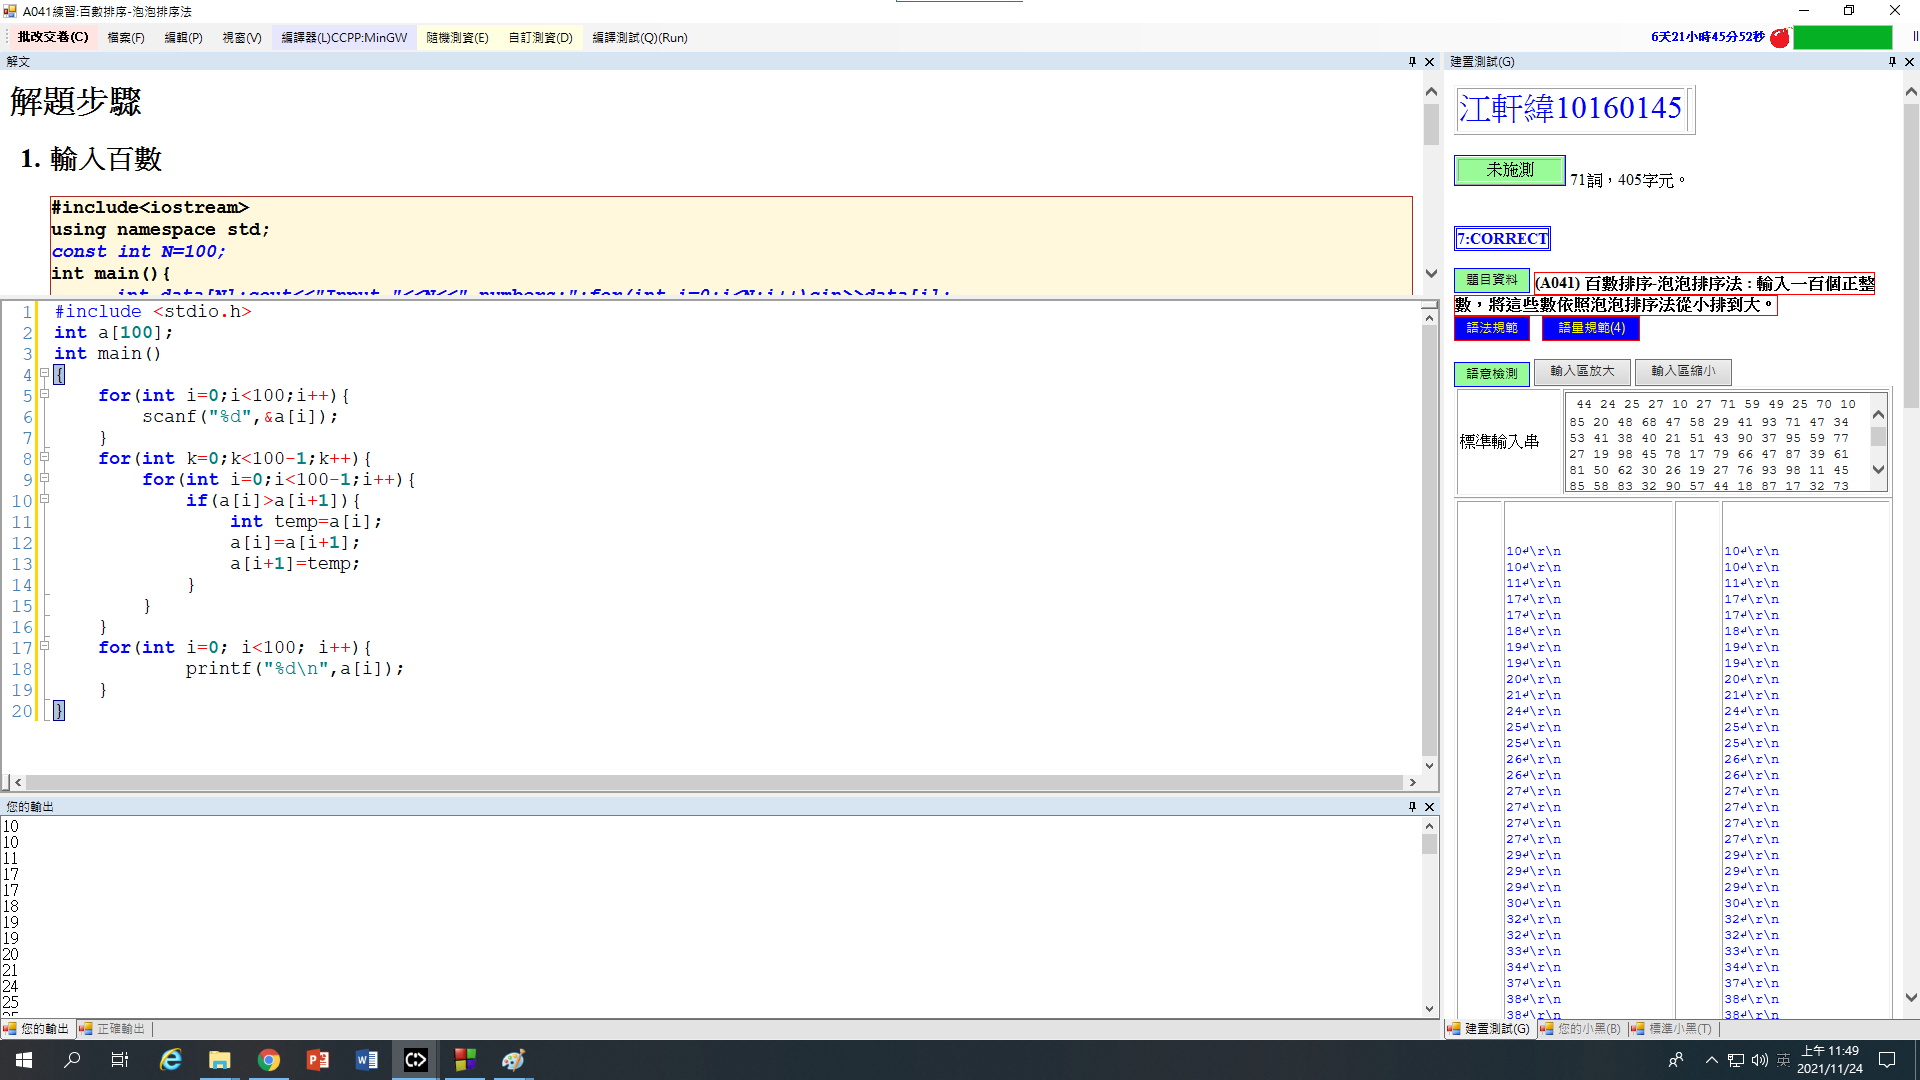 A041練習:百數排序-泡泡排序法
批改交卷(C) 檔案(F) 編輯(P) 視窗(V) 編譯器(L)CCPP:MinGW 隨機測資(E) 自訂測資(D) 編譯測試(Q)(Run)
6天21小時45分52秒
解文
解題步驟
1. 輸入百數
#include<iostream>
using namespace std;
const int N=100;
int main(){
int data[N];cout<<"Input "<<N<<" numbers:";for(int i=0;i<N;i++)cin>>data[i];
1 #include <stdio.h>
2 int a[100];
3 int main()
4 {
5 for(int i=0;i<100;i++){
6 scanf("%d",&a[i]);
7 }
8 for(int k=0;k<100-1;k++){
9 for(int i=0;i<100-1;i++){
10 if(a[i]>a[i+1]){
11 int temp=a[i];
12 a[i]=a[i+1];
13 a[i+1]=temp;
14 }
15 }
16 }
17 for(int i=0; i<100; i++){
18 printf("%d\n",a[i]);
19 }
20 }
您的輸出
10
10
11
17
17
18
19
19
20
21
24
25
您的輸出 正確輸出
建置測試(G)
江軒緯10160145
未施測 71詞，405字元。
7:CORRECT
題目資料 (A041) 百數排序-泡泡排序法：輸入一百個正整
數，將這些數依照泡泡排序法從小排到大。
語法規範 語量規範(4)
語意檢測 輸入區放大 輸入區縮小
標準輸入串
44 24 25 27 10 27 71 59 49 25 70 10
85 20 48 68 47 58 29 41 93 71 47 34
53 41 38 40 21 51 43 90 37 95 59 77
27 19 98 45 78 17 79 66 47 87 39 61
81 50 62 30 26 19 27 76 93 98 11 45
85 58 83 32 90 57 44 18 87 17 32 73
10↵\r\n 10↵\r\n
10↵\r\n 10↵\r\n
11↵\r\n 11↵\r\n
17↵\r\n 17↵\r\n
17↵\r\n 17↵\r\n
18↵\r\n 18↵\r\n
19↵\r\n 19↵\r\n
19↵\r\n 19↵\r\n
20↵\r\n 20↵\r\n
21↵\r\n 21↵\r\n
24↵\r\n 24↵\r\n
25↵\r\n 25↵\r\n
25↵\r\n 25↵\r\n
26↵\r\n 26↵\r\n
26↵\r\n 26↵\r\n
27↵\r\n 27↵\r\n
27↵\r\n 27↵\r\n
27↵\r\n 27↵\r\n
27↵\r\n 27↵\r\n
29↵\r\n 29↵\r\n
29↵\r\n 29↵\r\n
29↵\r\n 29↵\r\n
30↵\r\n 30↵\r\n
32↵\r\n 32↵\r\n
32↵\r\n 32↵\r\n
33↵\r\n 33↵\r\n
34↵\r\n 34↵\r\n
37↵\r\n 37↵\r\n
38↵\r\n 38↵\r\n
38↵\r\n 38↵\r\n
建置測試(G) 您的小黑(B) 標準小黑(T)
英
上午 11:49
2021/11/24